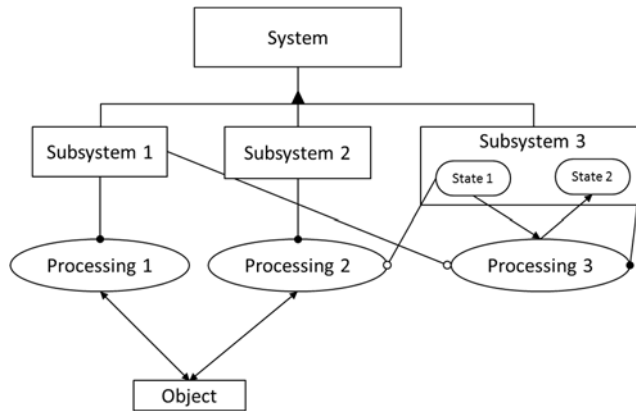 System
Subsystem 1
Subsystem 2
Subsystem 3
State 1
State 2
Processing 1
Processing 2
Processing 3
Object